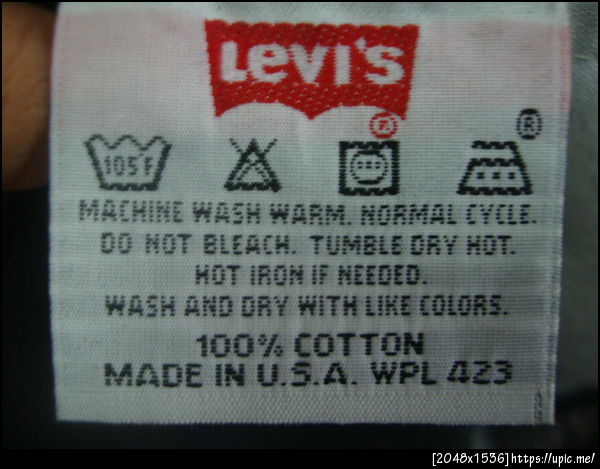 Levi's
®
®
105°F
MACHINE WASH WARM. NORMAL CYCLE.
DO NOT BLEACH. TUMBLE DRY HOT.
HOT IRON IF NEEDED.
WASH AND DRY WITH LIKE COLORS.
100% COTTON
MADE IN U.S.A. WPL 423
[2048x1536]https://upic.me/